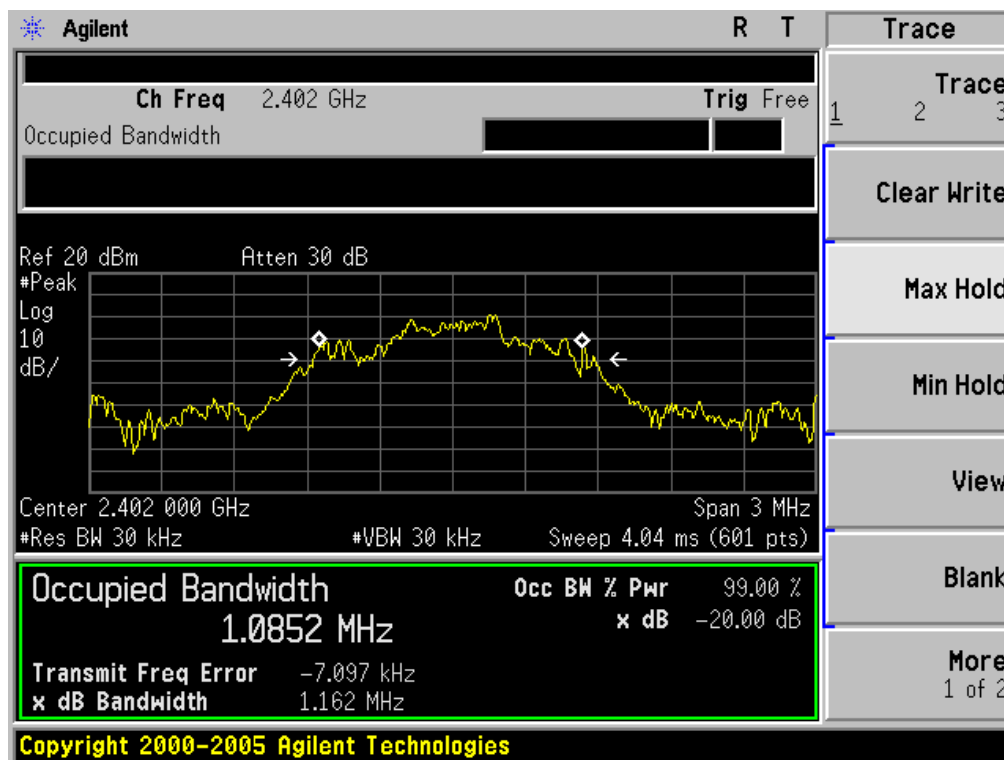 Agilent R T
Trace
Ch Freq 2.402 GHz Trig Free
Occupied Bandwidth
Trace
1 2 3
Clear Write
Max Hold
Min Hold
View
Blank
More
1 of 2
Ref 20 dBm Atten 30 dB
#Peak
Log
10
dB/
Center 2.402 000 GHz Span 3 MHz
#Res BW 30 kHz #VBW 30 kHz Sweep 4.04 ms (601 pts)
Occupied Bandwidth Occ BW % Pwr 99.00 %
1.0852 MHz x dB -20.00 dB
Transmit Freq Error -7.097 kHz
x dB Bandwidth 1.162 MHz
Copyright 2000-2005 Agilent Technologies